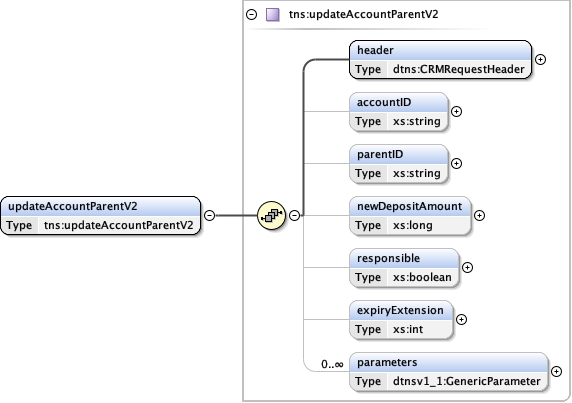 tns:updateAccountParentV2
header
Type dtns:CRMRequestHeader
accountID
Type xs:string
parentID
Type xs:string
updateAccountParentV2
Type tns:updateAccountParentV2
newDepositAmount
Type xs:long
responsible
Type xs:boolean
expiryExtension
Type xs:int
0..∞
parameters
Type dtnsv1_1:GenericParameter